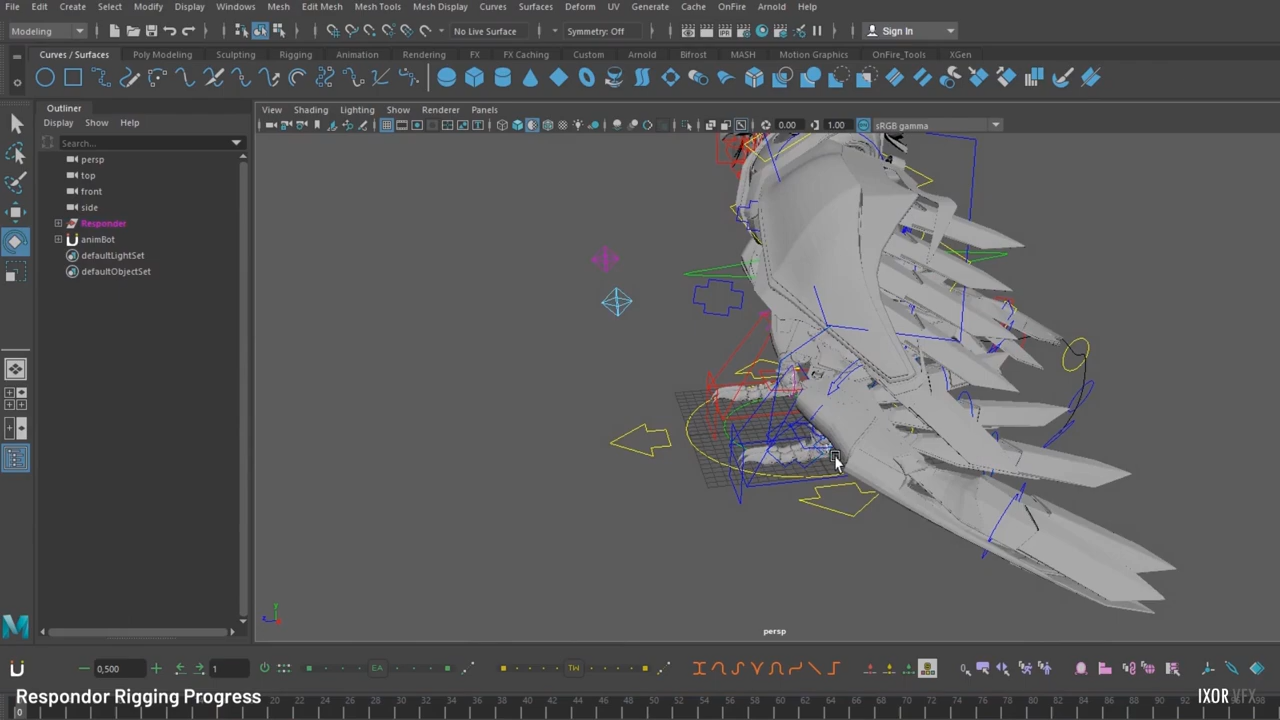 File Edit Create Select Modify Display Windows Mesh Edit Mesh Mesh Tools Mesh Display Curves Surfaces Deform UV Generate Cache OnFire Arnold Help
Modeling No Live Surface Symmetry: Off Sign In
Curves / Surfaces Poly Modeling Sculpting Rigging Animation Rendering FX FX Caching Custom Arnold Bifrost MASH Motion Graphics OnFire_Tools XGen
Outliner
Display Show Help
Search...
persp
top
front
side
Responder
animBot
defaultLightSet
defaultObjectSet
View Shading Lighting Show Renderer Panels
0.00 1.00 sRGB gamma
persp
0,500 1 EA TW
Respondor Rigging Progress
IXOR VFX